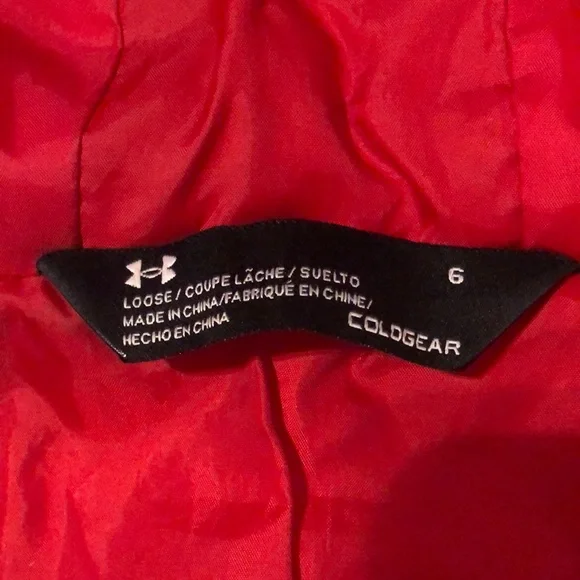 6
LOOSE / COUPE LÂCHE / SUELTO
MADE IN CHINA/FABRIQUÉ EN CHINE/
HECHO EN CHINA
COLDGEAR